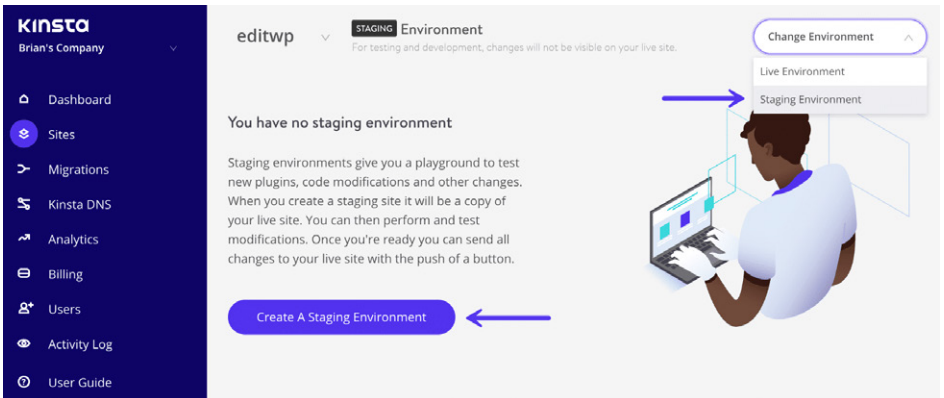 KINSTA
Brian's Company
Dashboard
Sites
Migrations
Kinsta DNS
Analytics
Billing
Users
Activity Log
User Guide
editwp
STAGING Environment
For testing and development, changes will not be visible on your live site.
Change Environment
Live Environment
Staging Environment
You have no staging environment
Staging environments give you a playground to test
new plugins, code modifications and other changes.
When you create a staging site it will be a copy of
your live site. You can then perform and test
modifications. Once you're ready you can send all
changes to your live site with the push of a button.
Create A Staging Environment